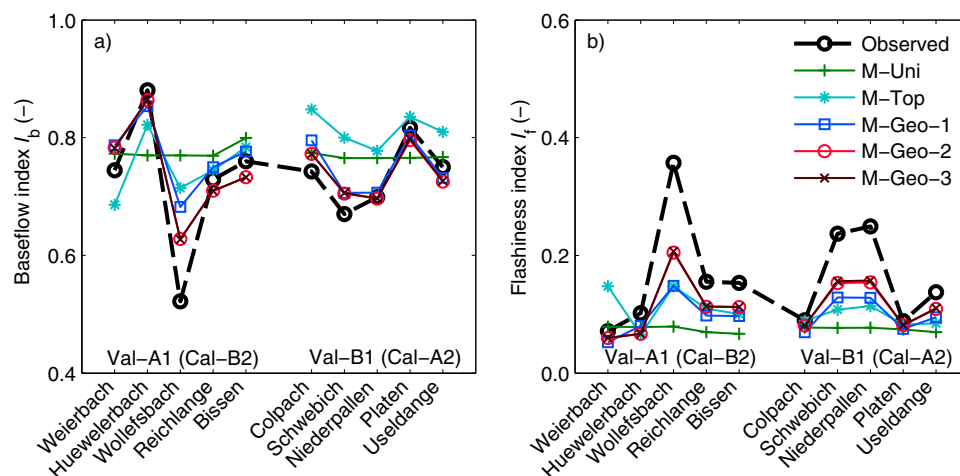 a)
Baseflow index I_b (−)
1.0
0.8
0.6
0.4
Val−A1 (Cal−B2)
Val−B1 (Cal−A2)
Weierbach
Huewelerbach
Wollefsbach
Reichlange
Bissen
Colpach
Schwebich
Niederpallen
Platen
Useldange
b)
Flashiness index I_f (−)
0.6
0.4
0.2
0.0
Observed
M−Uni
M−Top
M−Geo−1
M−Geo−2
M−Geo−3
Val−A1 (Cal−B2)
Val−B1 (Cal−A2)
Weierbach
Huewelerbach
Wollefsbach
Reichlange
Bissen
Colpach
Schwebich
Niederpallen
Platen
Useldange